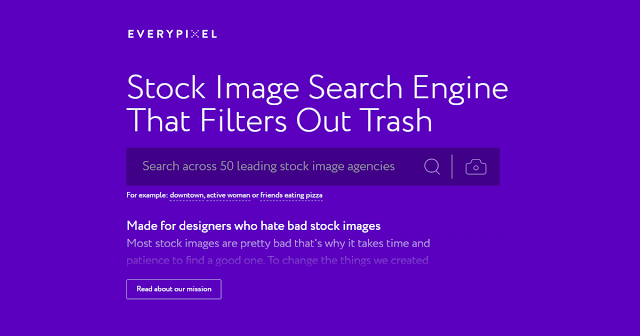 EVERYPIXEL
Stock Image Search Engine
That Filters Out Trash
Search across 50 leading stock image agencies
For example: downtown, active woman or friends eating pizza
Made for designers who hate bad stock images
Most stock images are pretty bad that's why it takes time and
patience to find a good one. To change the things we created
Read about our mission